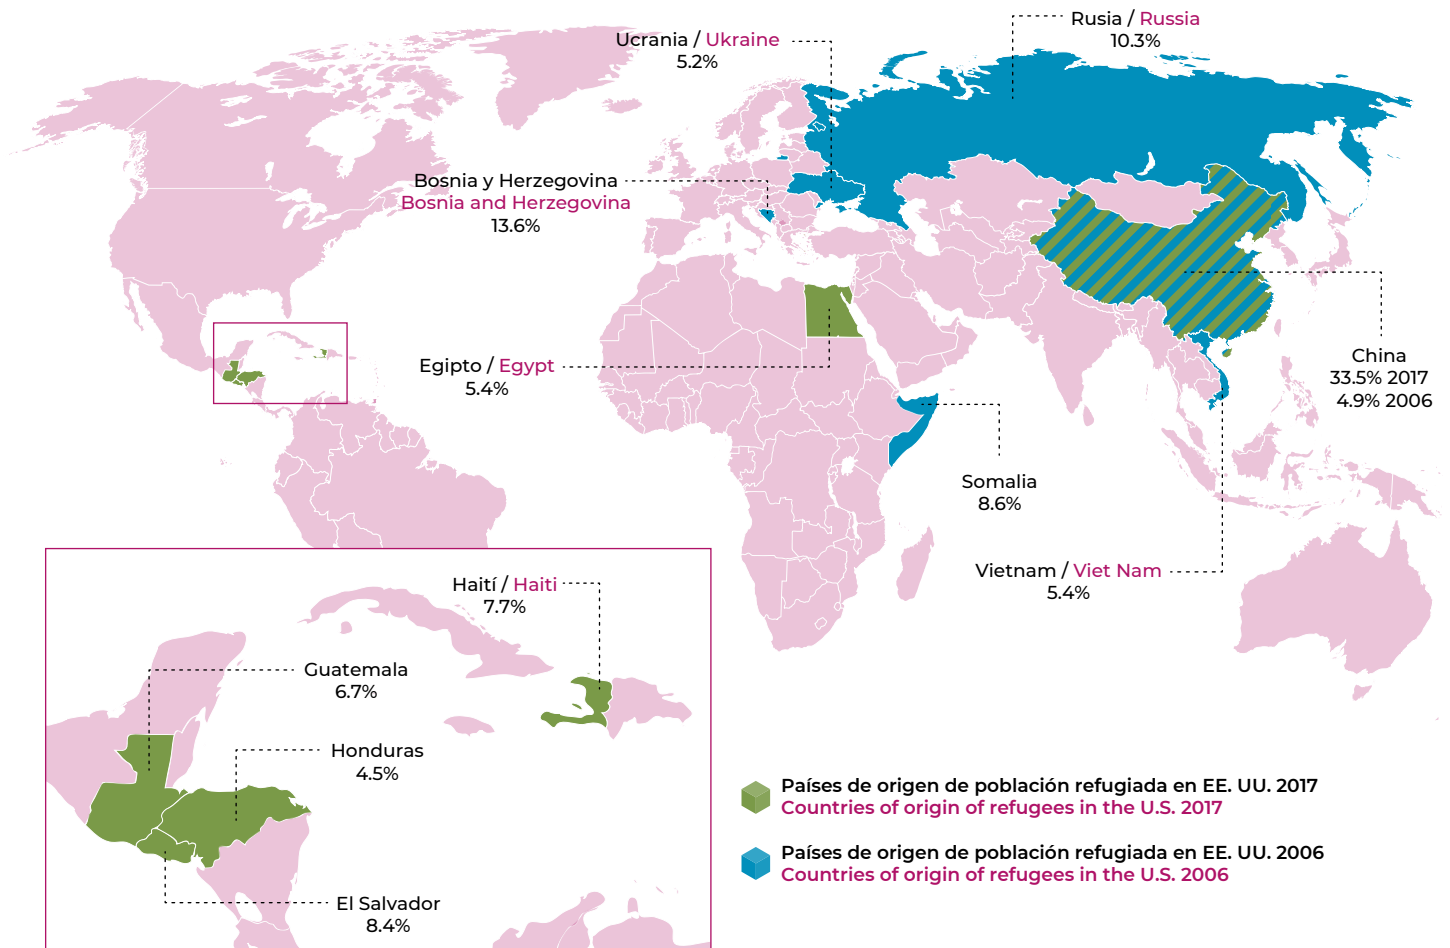 Rusia / Russia
10.3%
Ucrania / Ukraine
5.2%
Bosnia y Herzegovina
Bosnia and Herzegovina
13.6%
Egipto / Egypt
5.4%
China
33.5% 2017
4.9% 2006
Somalia
8.6%
Vietnam / Viet Nam
5.4%
Haití / Haiti
7.7%
Guatemala
6.7%
Honduras
4.5%
El Salvador
8.4%
Países de origen de población refugiada en EE. UU. 2017
Countries of origin of refugees in the U.S. 2017
Países de origen de población refugiada en EE. UU. 2006
Countries of origin of refugees in the U.S. 2006